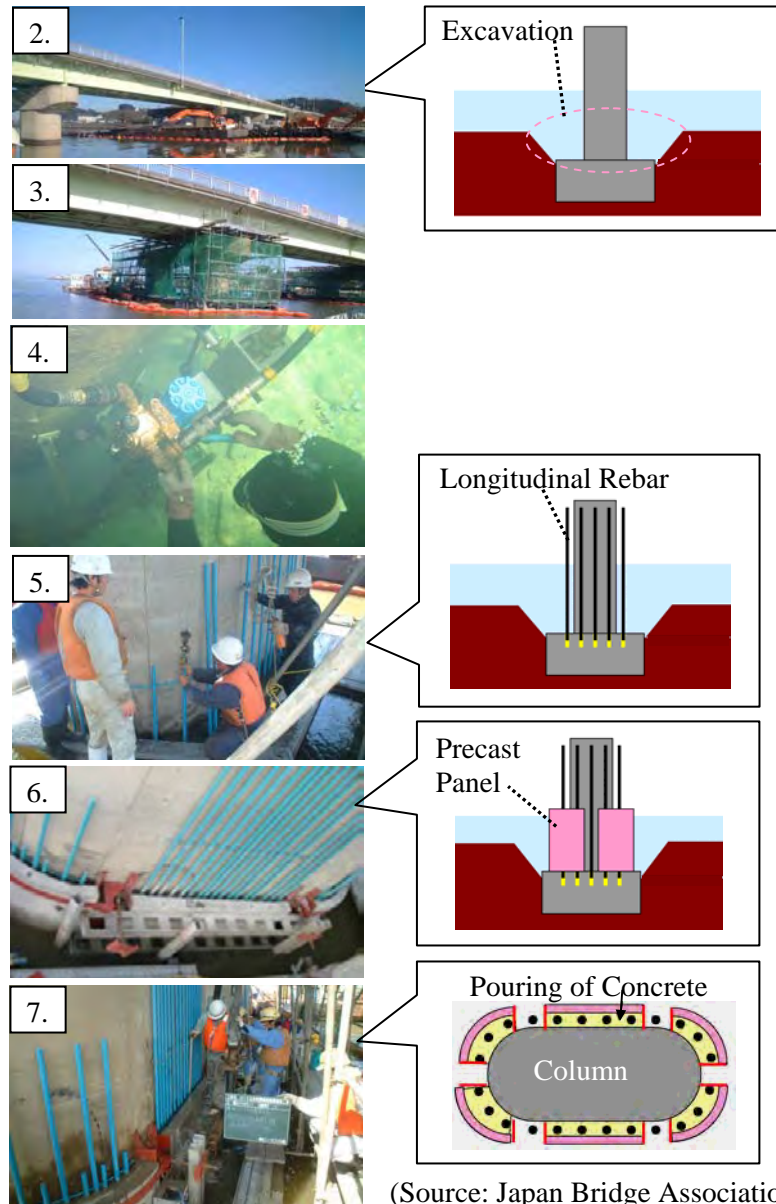 2.
Excavation
3.
4.
Longitudinal Rebar
5.
Precast
Panel
6.
Pouring of Concrete
7.
Column
(Source: Japan Bridge Associatio